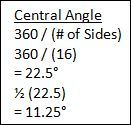 Central Angle
360 / (# of Sides)
360 / (16)
= 22.5°
½ (22.5)
= 11.25°